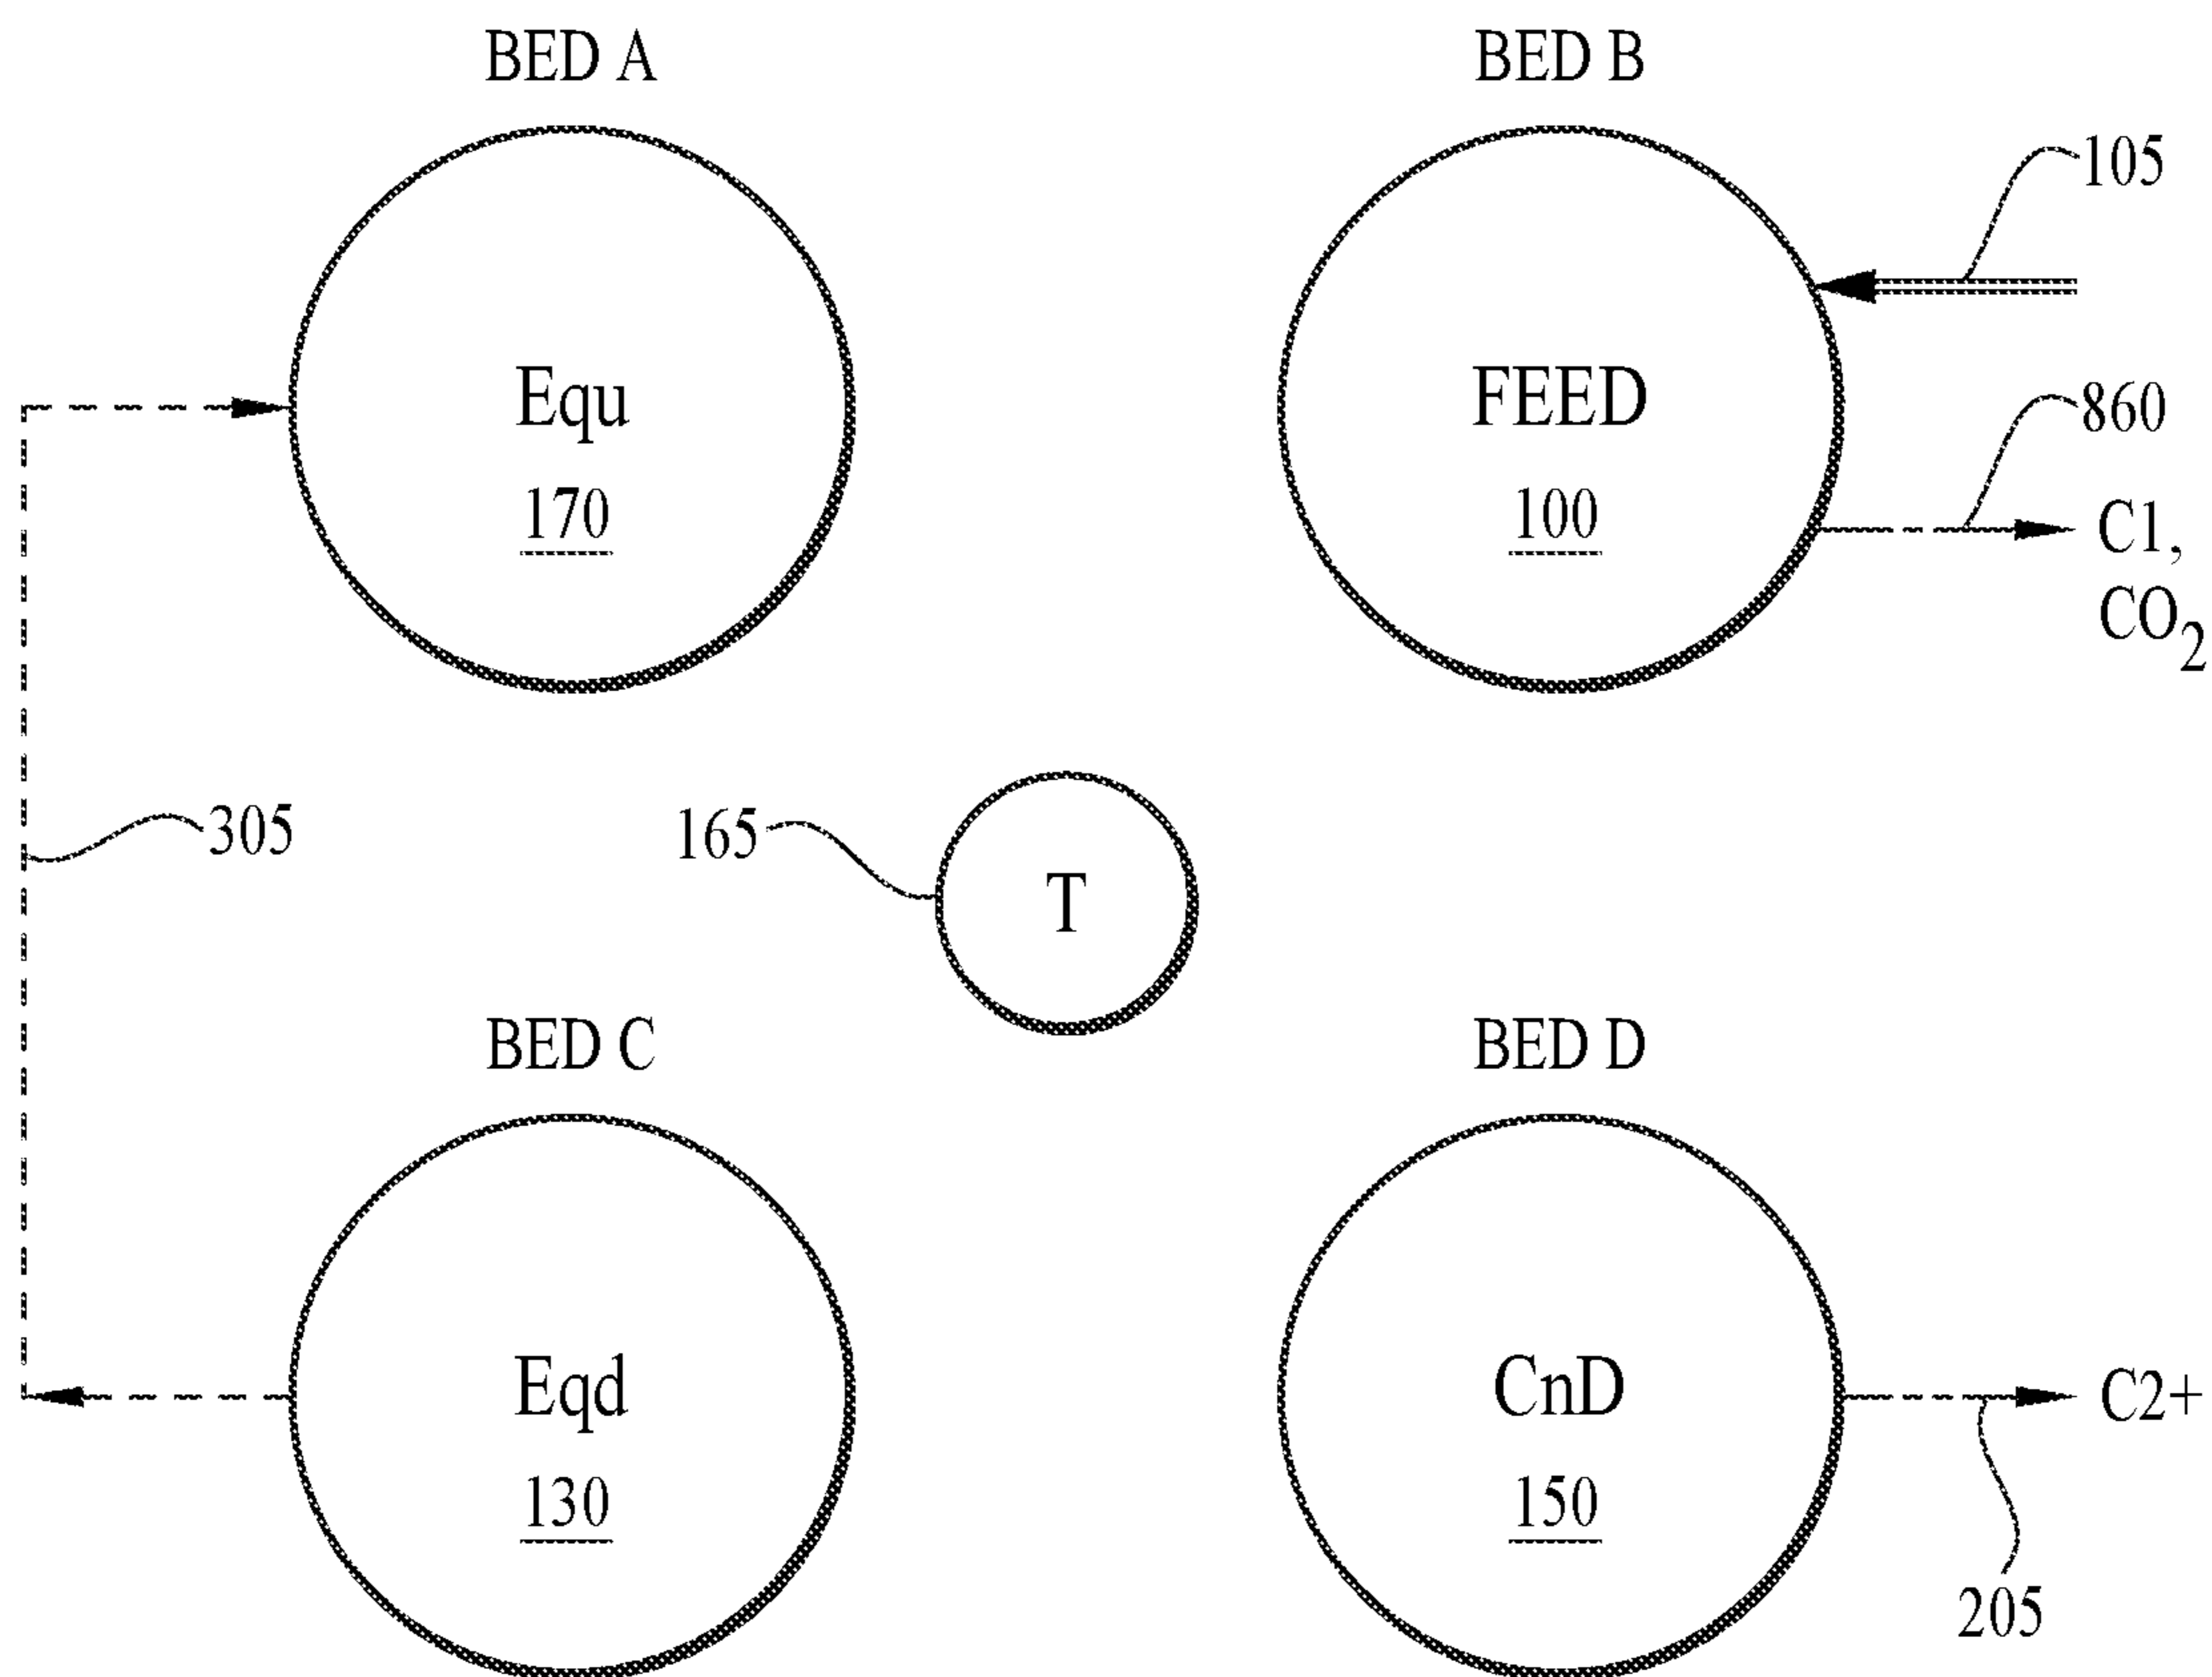 BED A
BED B
105
Equ
170
FEED
100
860
C1,
CO2
305
165
T
BED C
BED D
Eqd
130
CnD
150
C2+
205